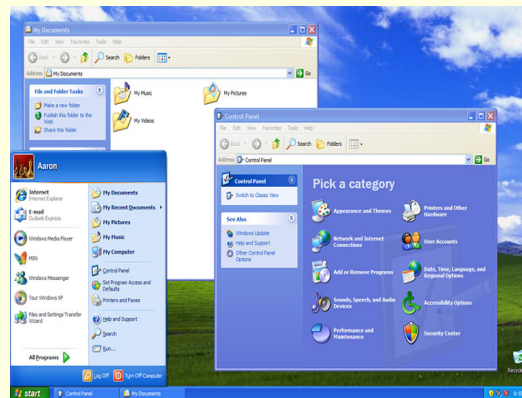 My Documents
File Edit View Favorites Tools Help
Back Search Folders
Address My Documents Go
File and Folder Tasks
Make a new folder
Publish this folder to the
Web
Share this folder
My Music
My Pictures
My Videos
Control Panel
File Edit View Favorites Tools Help
Back Search Folders
Address Control Panel Go
Control Panel
Switch to Classic View
See Also
Windows Update
Help and Support
Other Control Panel
Options
Pick a category
Appearance and Themes
Printers and Other
Hardware
Network and Internet
Connections
User Accounts
Add or Remove Programs
Date, Time, Language, and
Regional Options
Sounds, Speech, and Audio
Devices
Accessibility Options
Performance and
Maintenance
Security Center
Aaron
Internet
Internet Explorer
E-mail
Outlook Express
Windows Media Player
MSN
Windows Messenger
Tour Windows XP
Files and Settings Transfer
Wizard
All Programs
My Documents
My Recent Documents
My Pictures
My Music
My Computer
Control Panel
Set Program Access and
Defaults
Printers and Faxes
Help and Support
Search
Run...
Log Off Turn Off Computer
start Control Panel My Documents